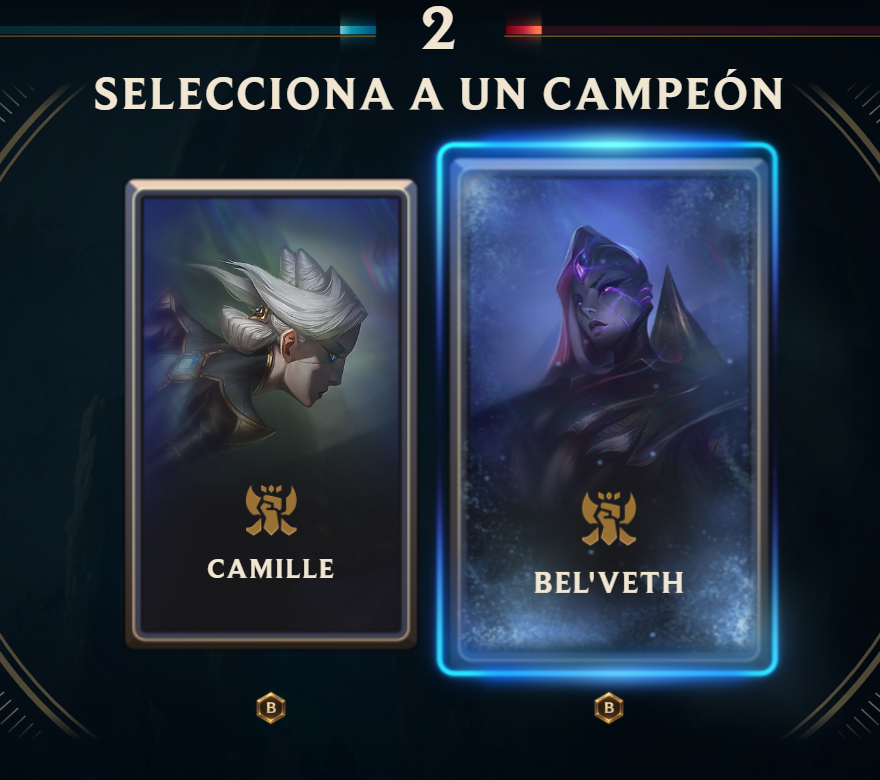 2
SELECCIONA A UN CAMPEÓN
CAMILLE
BEL'VETH
B
B